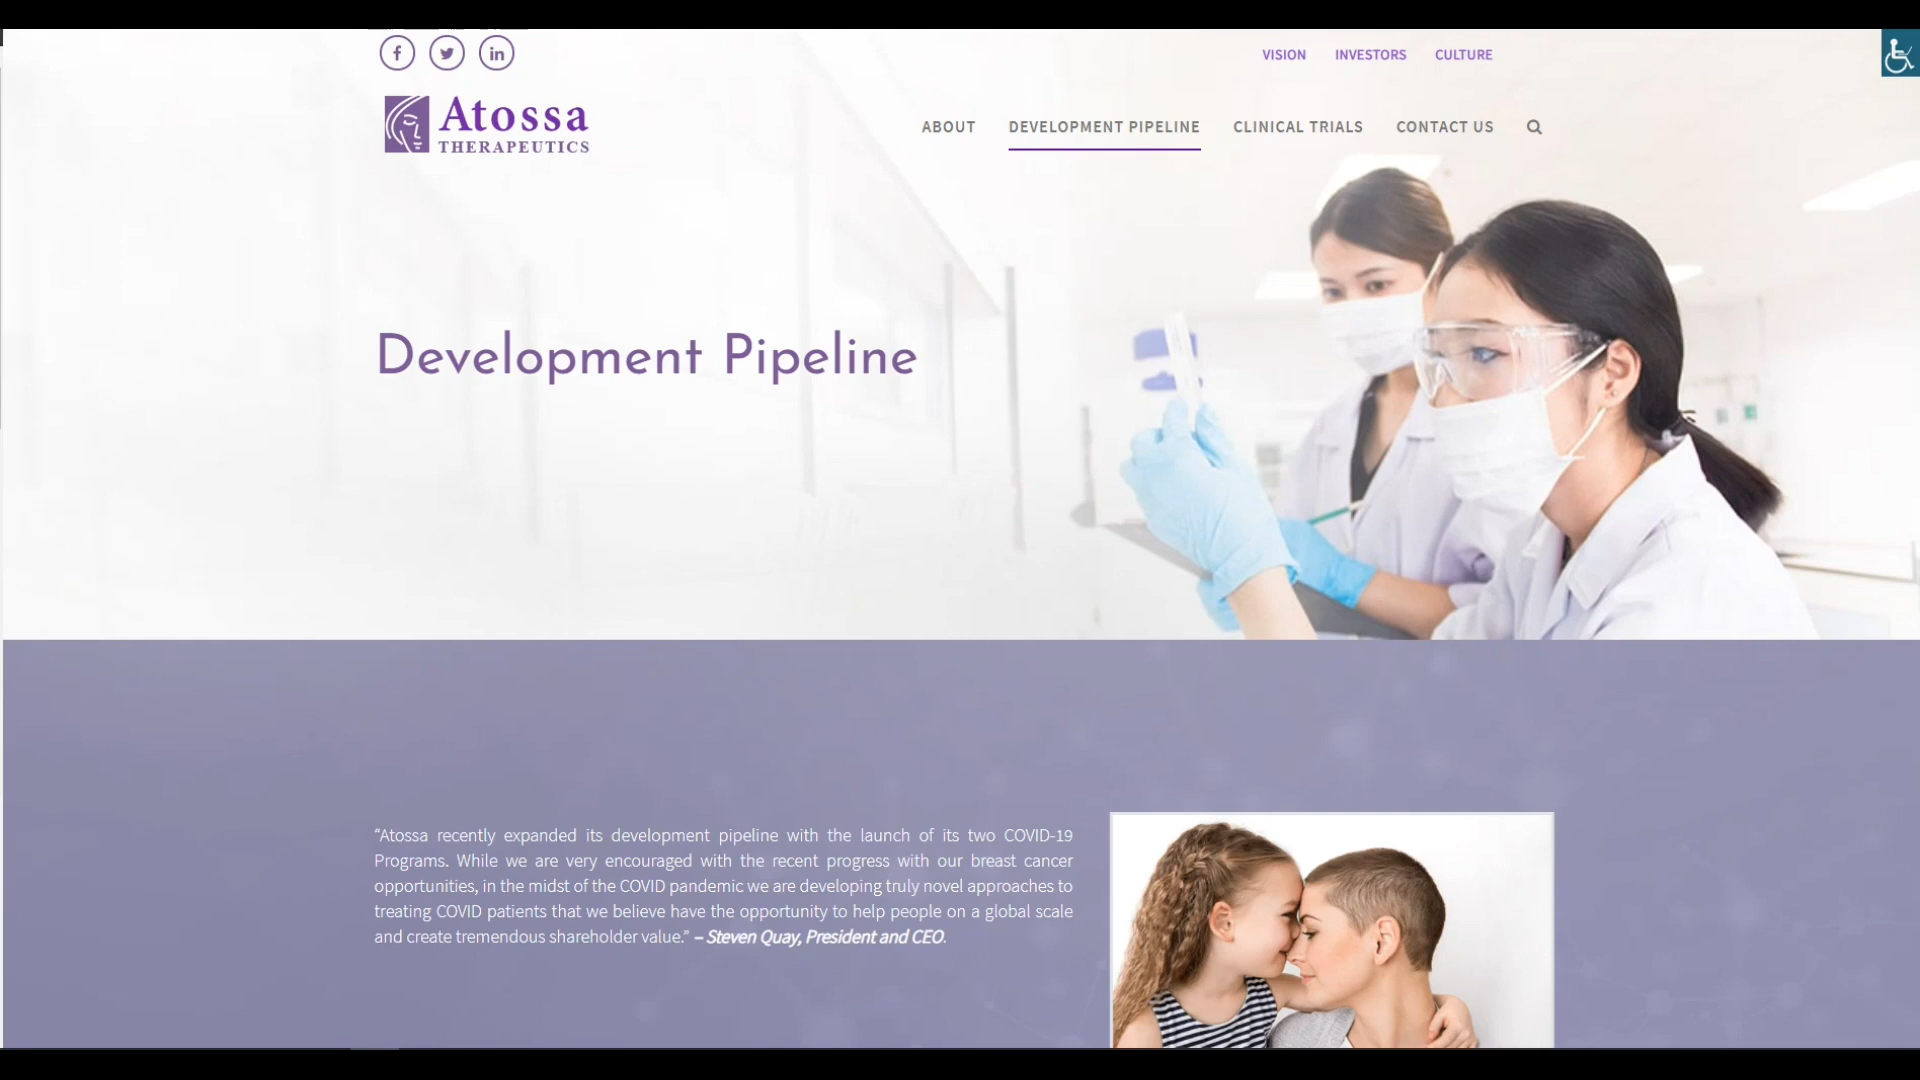 VISION INVESTORS CULTURE
Atossa
THERAPEUTICS
ABOUT DEVELOPMENT PIPELINE CLINICAL TRIALS CONTACT US
Development Pipeline
“Atossa recently expanded its development pipeline with the launch of its two COVID-19
Programs. While we are very encouraged with the recent progress with our breast cancer
opportunities, in the midst of the COVID pandemic we are developing truly novel approaches to
treating COVID patients that we believe have the opportunity to help people on a global scale
and create tremendous shareholder value.” – Steven Quay, President and CEO.